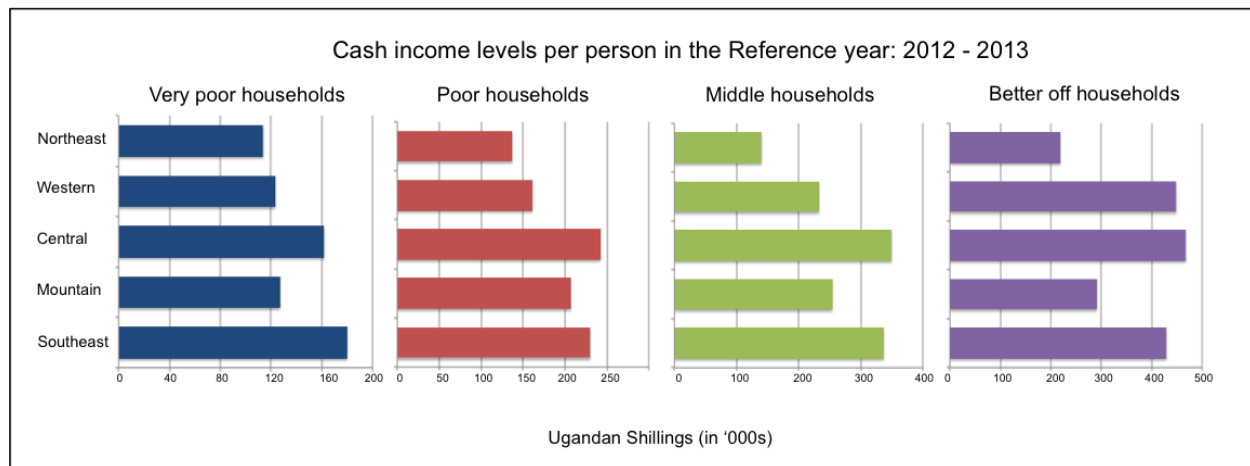 Cash income levels per person in the Reference year: 2012 - 2013
Very poor households
Poor households
Middle households
Better off households
Northeast
Western
Central
Mountain
Southeast
0 40 80 120 160 200
0 50 100 150 200 250
0 100 200 300 400
0 100 200 300 400 500
Ugandan Shillings (in ‘000s)